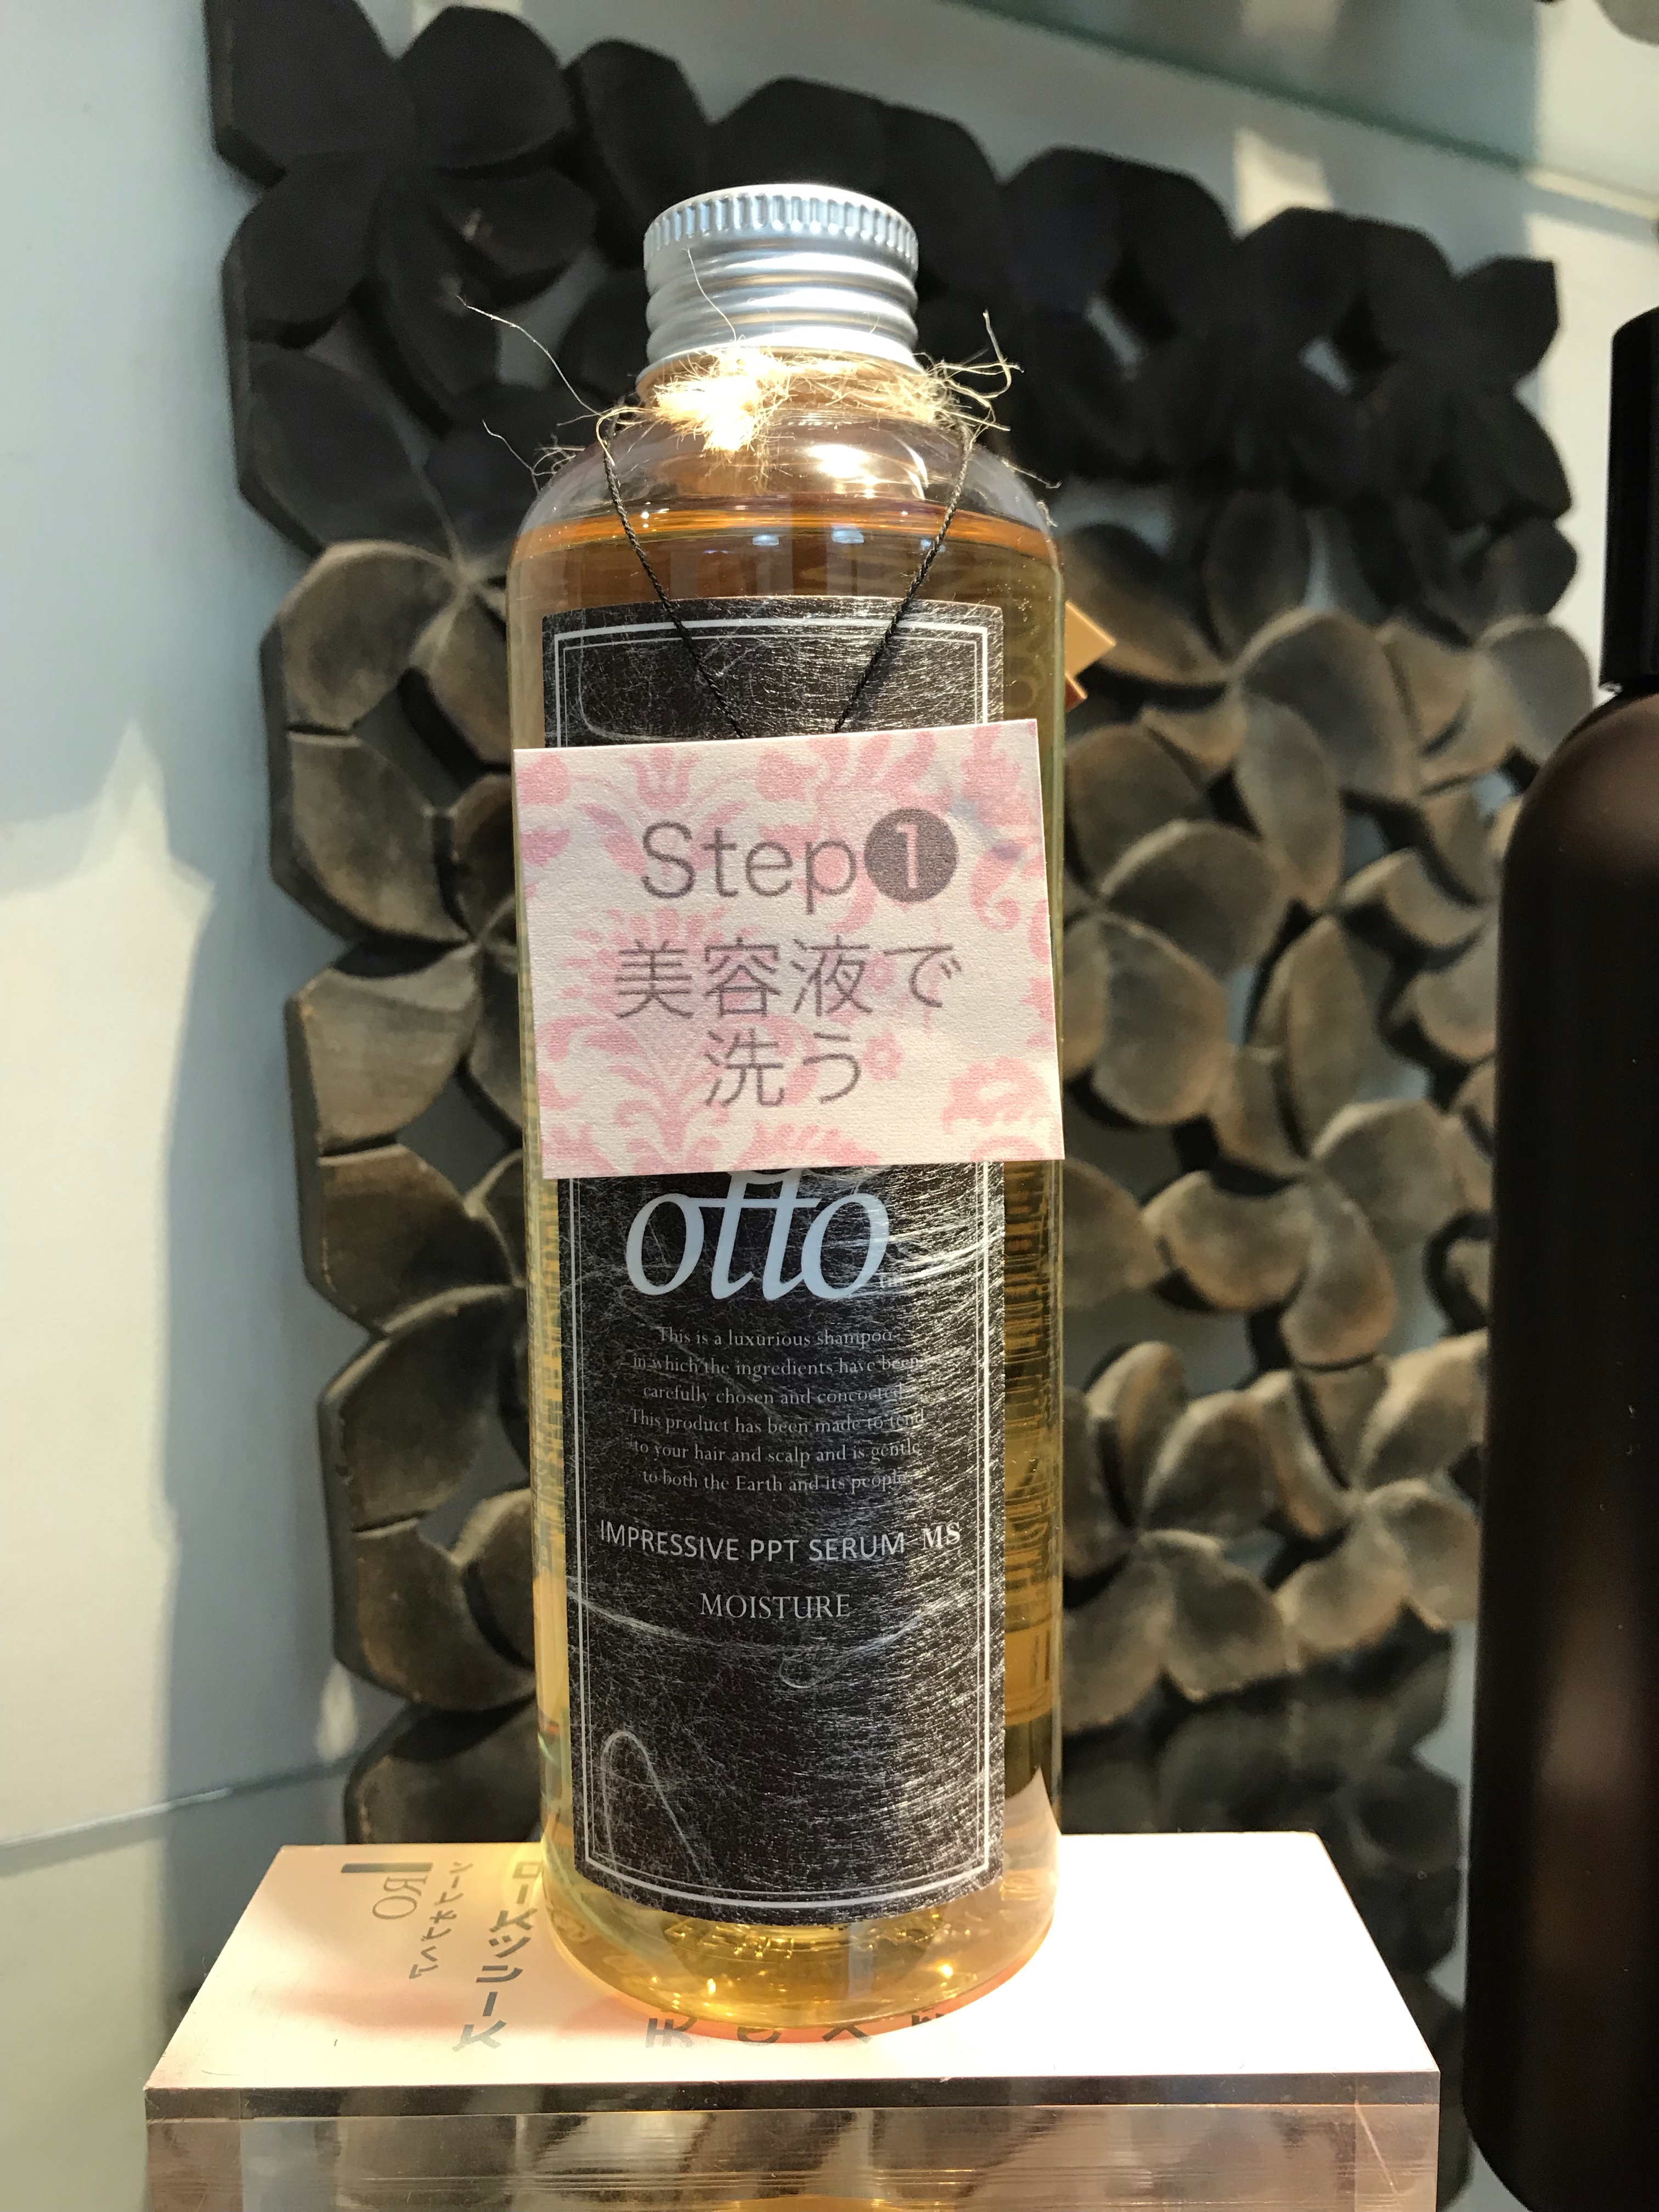 Step❶
美容液で
洗う
otto
This is a luxurious shampoo
in which the ingredients have been
carefully chosen and concocted.
This product has been made to tend
to your hair and scalp and is gentle
to both the Earth and its people.
IMPRESSIVE PPT SERUM MS
MOISTURE